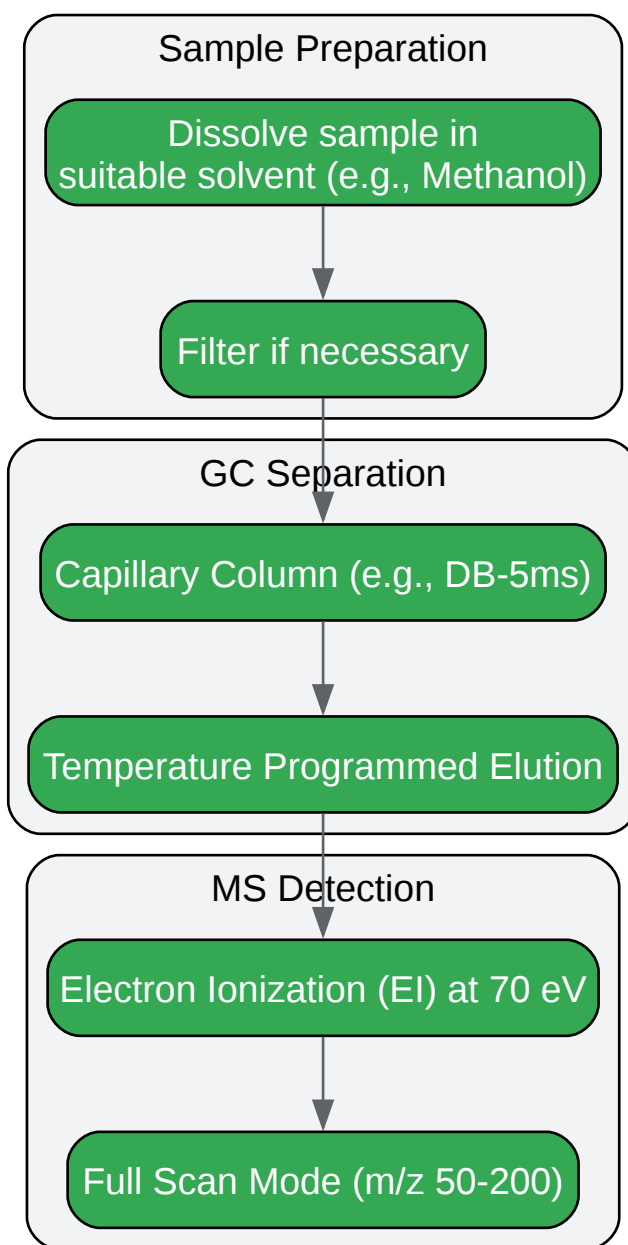 Sample Preparation
Dissolve sample in
suitable solvent (e.g., Methanol)
Filter if necessary
GC Separation
Capillary Column (e.g., DB-5ms)
Temperature Programmed Elution
MS Detection
Electron Ionization (EI) at 70 eV
Full Scan Mode (m/z 50-200)